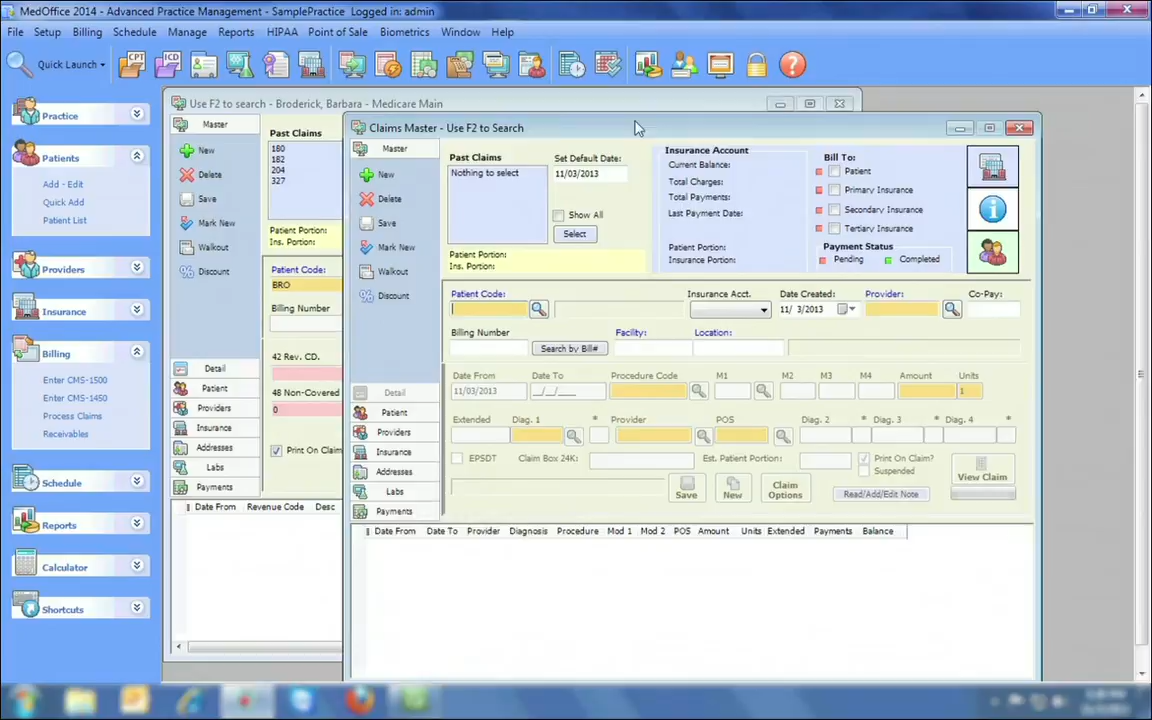 MedOffice 2014 - Advanced Practice Management - SamplePractice Logged in: admin
File Setup Billing Schedule Manage Reports HIPAA Point of Sale Biometrics Window Help
Quick Launch CPT ICD
Practice
Patients
Add - Edit
Quick Add
Patient List
Providers
Insurance
Billing
Enter CMS-1500
Enter CMS-1450
Process Claims
Receivables
Schedule
Reports
Calculator
Shortcuts
Use F2 to search - Broderick, Barbara - Medicare Main
Master
New
Delete
Save
Mark New
Walkout
Discount
Detail
Patient
Providers
Insurance
Addresses
Labs
Payments
Past Claims
180
182
204
327
Patient Portion:
Ins. Portion:
Patient Code:
BRO
Billing Number
42 Rev. CD.
48 Non-Covered
0
Print On Claim
Date From Revenue Code Desc
Claims Master - Use F2 to Search
Master
New
Delete
Save
Mark New
Walkout
Discount
Detail
Patient
Providers
Insurance
Addresses
Labs
Payments
Past Claims Set Default Date:
Nothing to select 11/03/2013
Show All
Select
Patient Portion:
Ins. Portion:
Insurance Account
Current Balance:
Total Charges:
Total Payments:
Last Payment Date:
Patient Portion:
Insurance Portion:
Bill To:
Patient
Primary Insurance
Secondary Insurance
Tertiary Insurance
Payment Status
Pending Completed
Patient Code: Insurance Acct. Date Created: Provider: Co-Pay:
11/ 3/2013
Billing Number Facility: Location:
Search by Bill#
Date From Date To Procedure Code M1 M2 M3 M4 Amount Units
11/03/2013 __/__/____ 1
Extended Diag. 1 * Provider POS Diag. 2 * Diag. 3 * Diag. 4 *
EPSDT Claim Box 24K: Est. Patient Portion: Print On Claim?
Suspended
View Claim
Save New Claim Options Read/Add/Edit Note
Date From Date To Provider Diagnosis Procedure Mod 1 Mod 2 POS Amount Units Extended Payments Balance